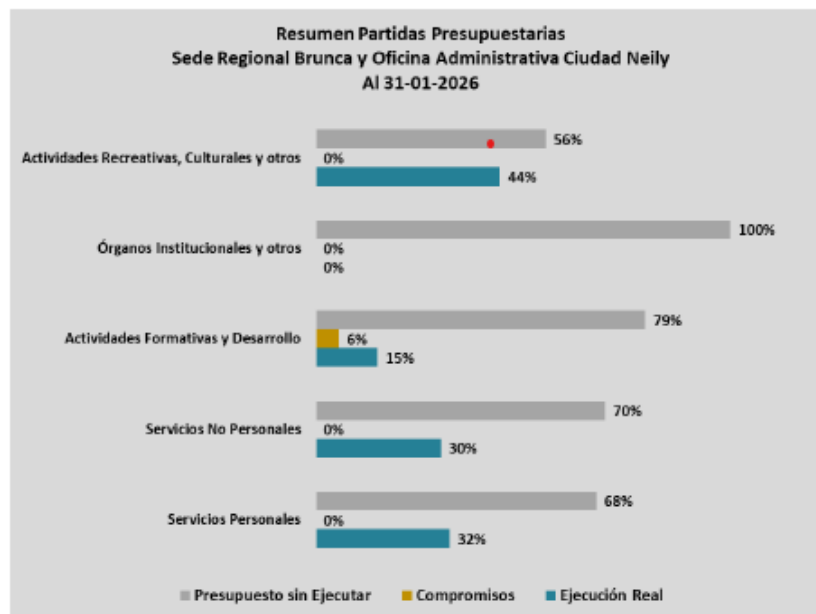 Resumen Partidas Presupuestarias
Sede Regional Brunca y Oficina Administrativa Ciudad Neily
Al 31-01-2026
56%
Actividades Recreativas, Culturales y otros
0%
44%
100%
Órganos Institucionales y otros
0%
0%
79%
Actividades Formativas y Desarrollo
6%
15%
70%
Servicios No Personales
0%
30%
68%
Servicios Personales
0%
32%
Presupuesto sin Ejecutar
Compromisos
Ejecución Real